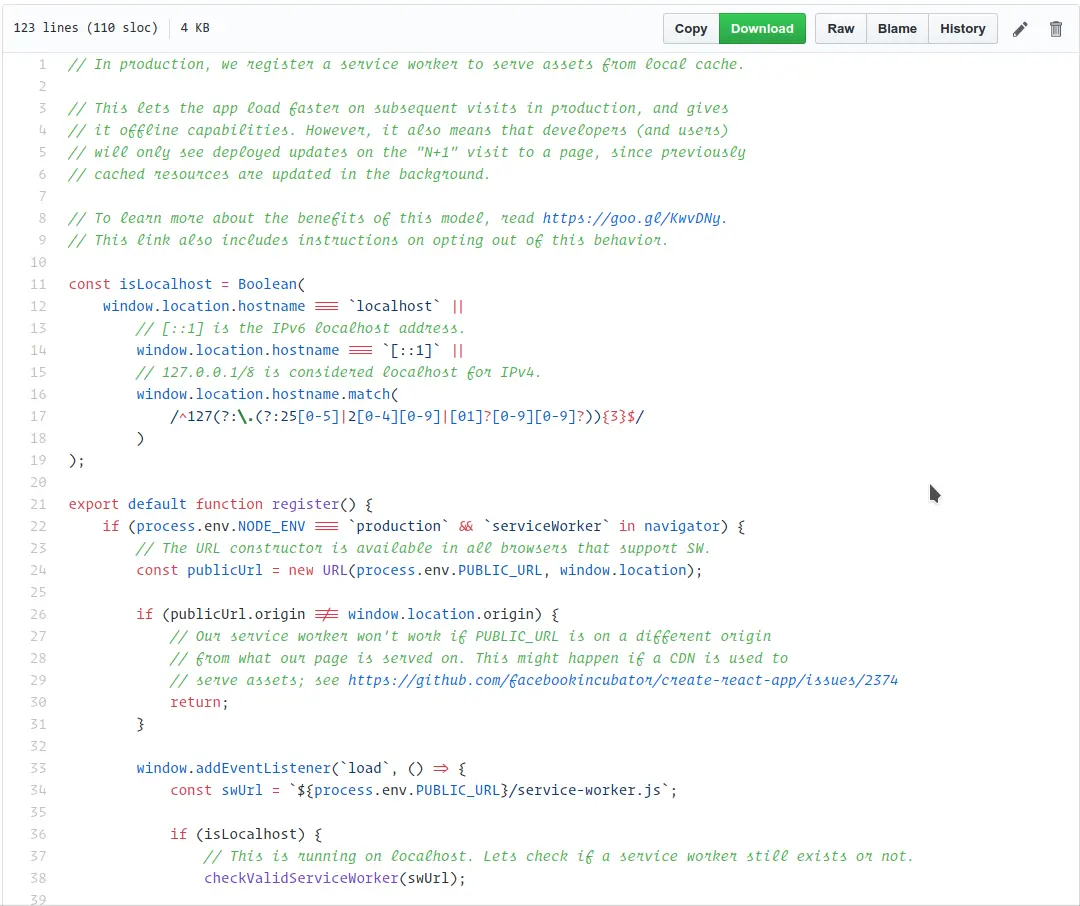 123 lines (110 sloc) 4 KB Copy Download Raw Blame History
1 // In production, we register a service worker to serve assets from local cache.
2
3 // This lets the app load faster on subsequent visits in production, and gives
4 // it offline capabilities. However, it also means that developers (and users)
5 // will only see deployed updates on the "N+1" visit to a page, since previously
6 // cached resources are updated in the background.
7
8 // To learn more about the benefits of this model, read https://goo.gl/KwvDNy.
9 // This link also includes instructions on opting out of this behavior.
10
11 const isLocalhost = Boolean(
12     window.location.hostname === `localhost` ||
13         // [::1] is the IPv6 localhost address.
14         window.location.hostname === `[::1]` ||
15         // 127.0.0.1/8 is considered localhost for IPv4.
16         window.location.hostname.match(
17             /^127(?:\.(?:25[0-5]|2[0-4][0-9]|[01]?[0-9][0-9]?)){3}$/
18         )
19 );
20
21 export default function register() {
22     if (process.env.NODE_ENV === `production` && `serviceWorker` in navigator) {
23         // The URL constructor is available in all browsers that support SW.
24         const publicUrl = new URL(process.env.PUBLIC_URL, window.location);
25
26         if (publicUrl.origin !== window.location.origin) {
27             // Our service worker won't work if PUBLIC_URL is on a different origin
28             // from what our page is served on. This might happen if a CDN is used to
29             // serve assets; see https://github.com/facebookincubator/create-react-app/issues/2374
30             return;
31         }
32
33         window.addEventListener(`load`, () => {
34             const swUrl = `${process.env.PUBLIC_URL}/service-worker.js`;
35
36             if (isLocalhost) {
37                 // This is running on localhost. Lets check if a service worker still exists or not.
38                 checkValidServiceWorker(swUrl);
39